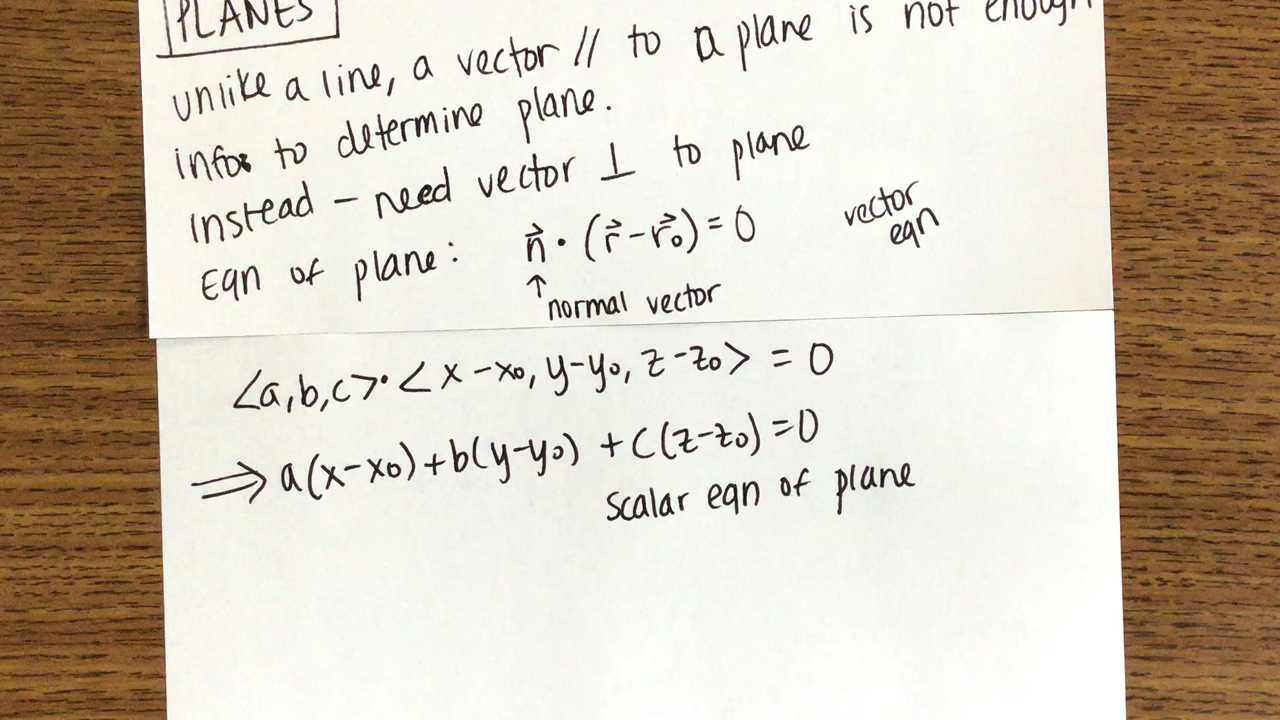 PLANES
unlike a line, a vector // to a plane is not enough
info to determine plane.
Instead – need vector ⊥ to plane
Eqn of plane: n⃗ · (r⃗ – r⃗₀) = 0 vector
eqn
↑ normal vector
<a, b, c> · < x – x₀, y – y₀, z – z₀ > = 0
⟹ a(x–x₀) + b(y–y₀) + c(z–z₀) = 0
scalar eqn of plane